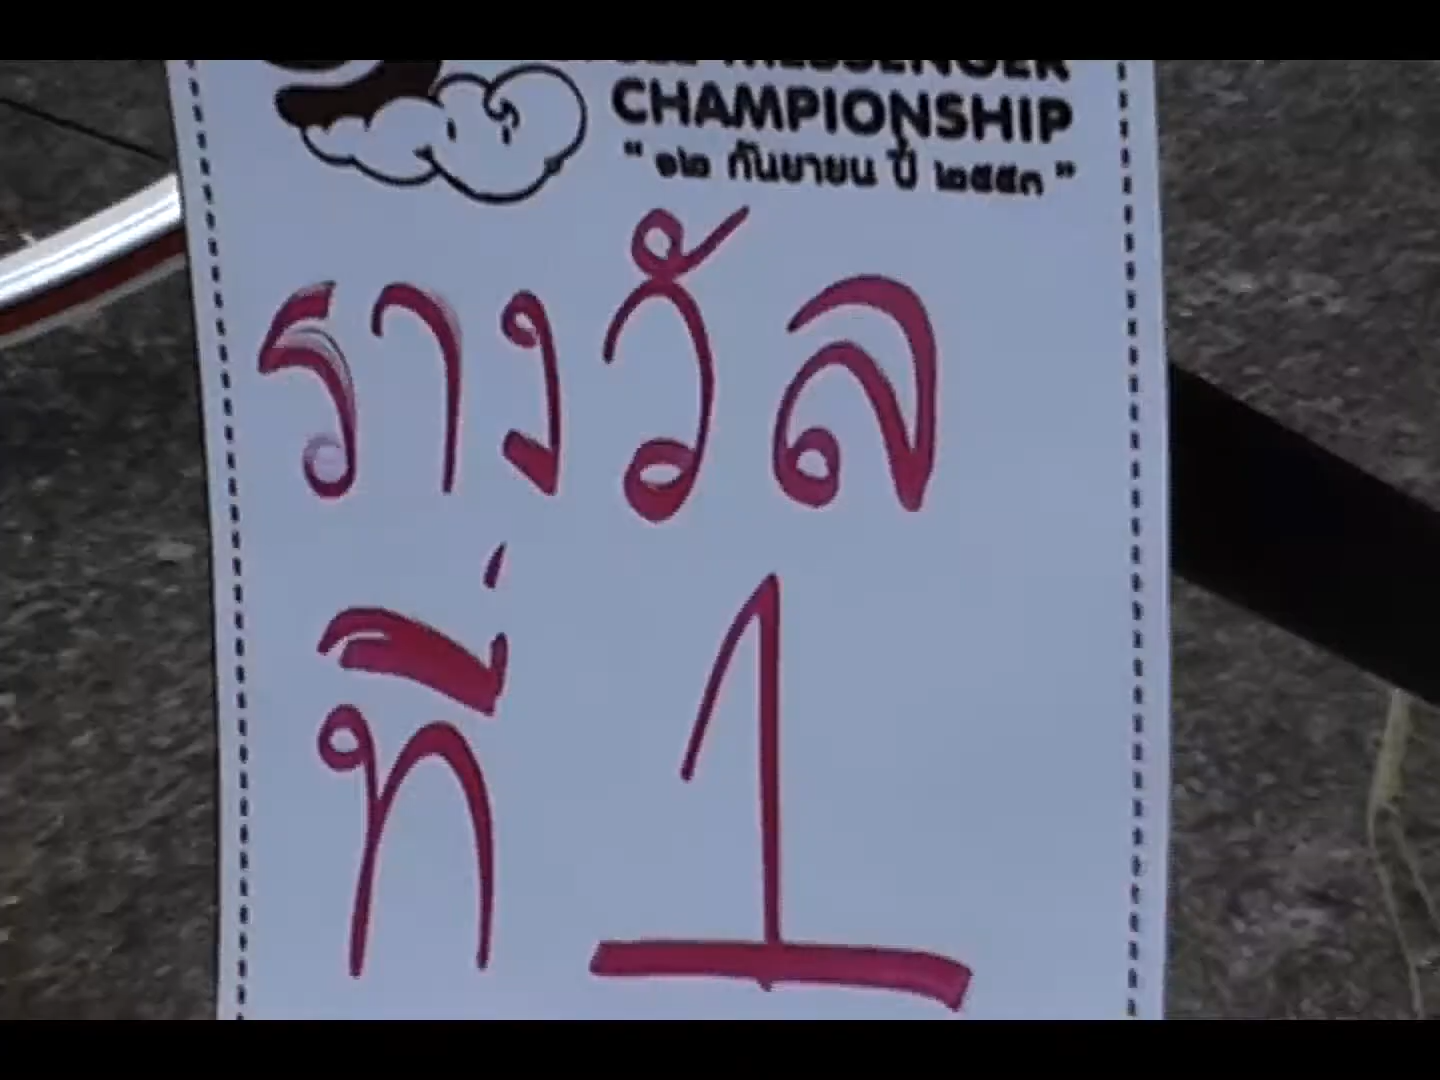 MESSENGER
CHAMPIONSHIP
" ๑๒ กันยายน ปี ๒๕๕๓ "
รางวัล
ที่ 1